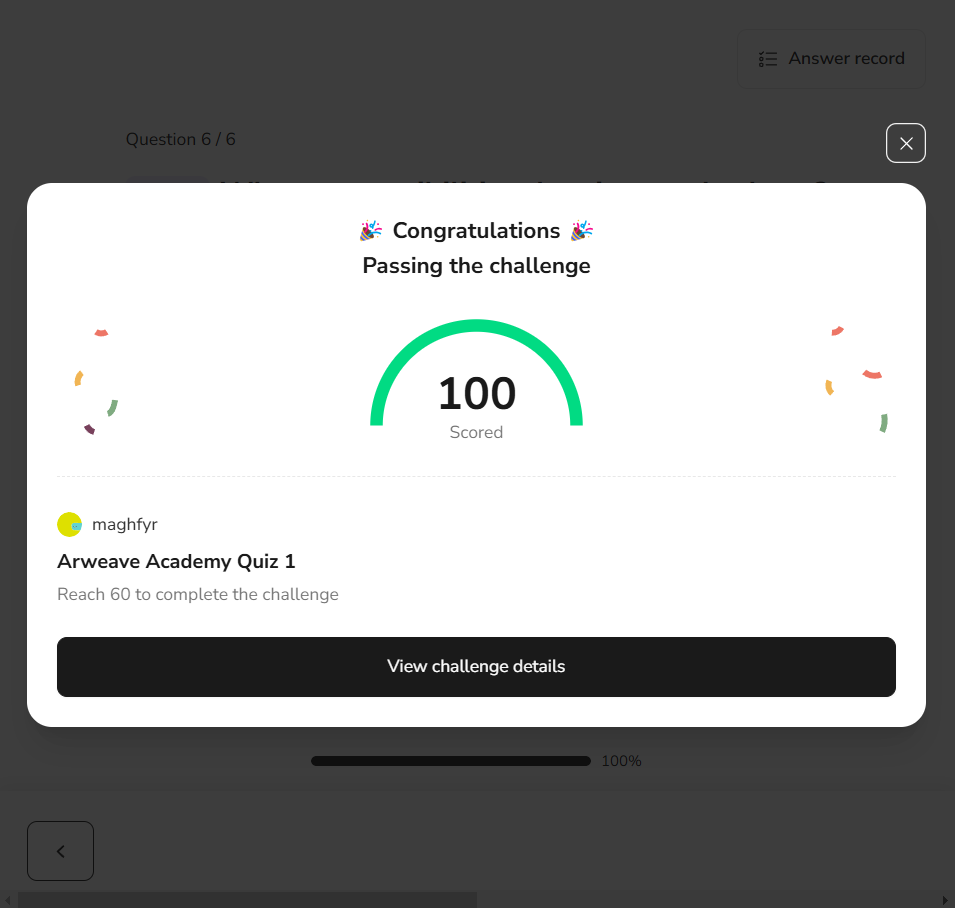 Answer record
Question 6 / 6
🎉 Congratulations 🎉
Passing the challenge
100
Scored
maghfyr
Arweave Academy Quiz 1
Reach 60 to complete the challenge
View challenge details
100%